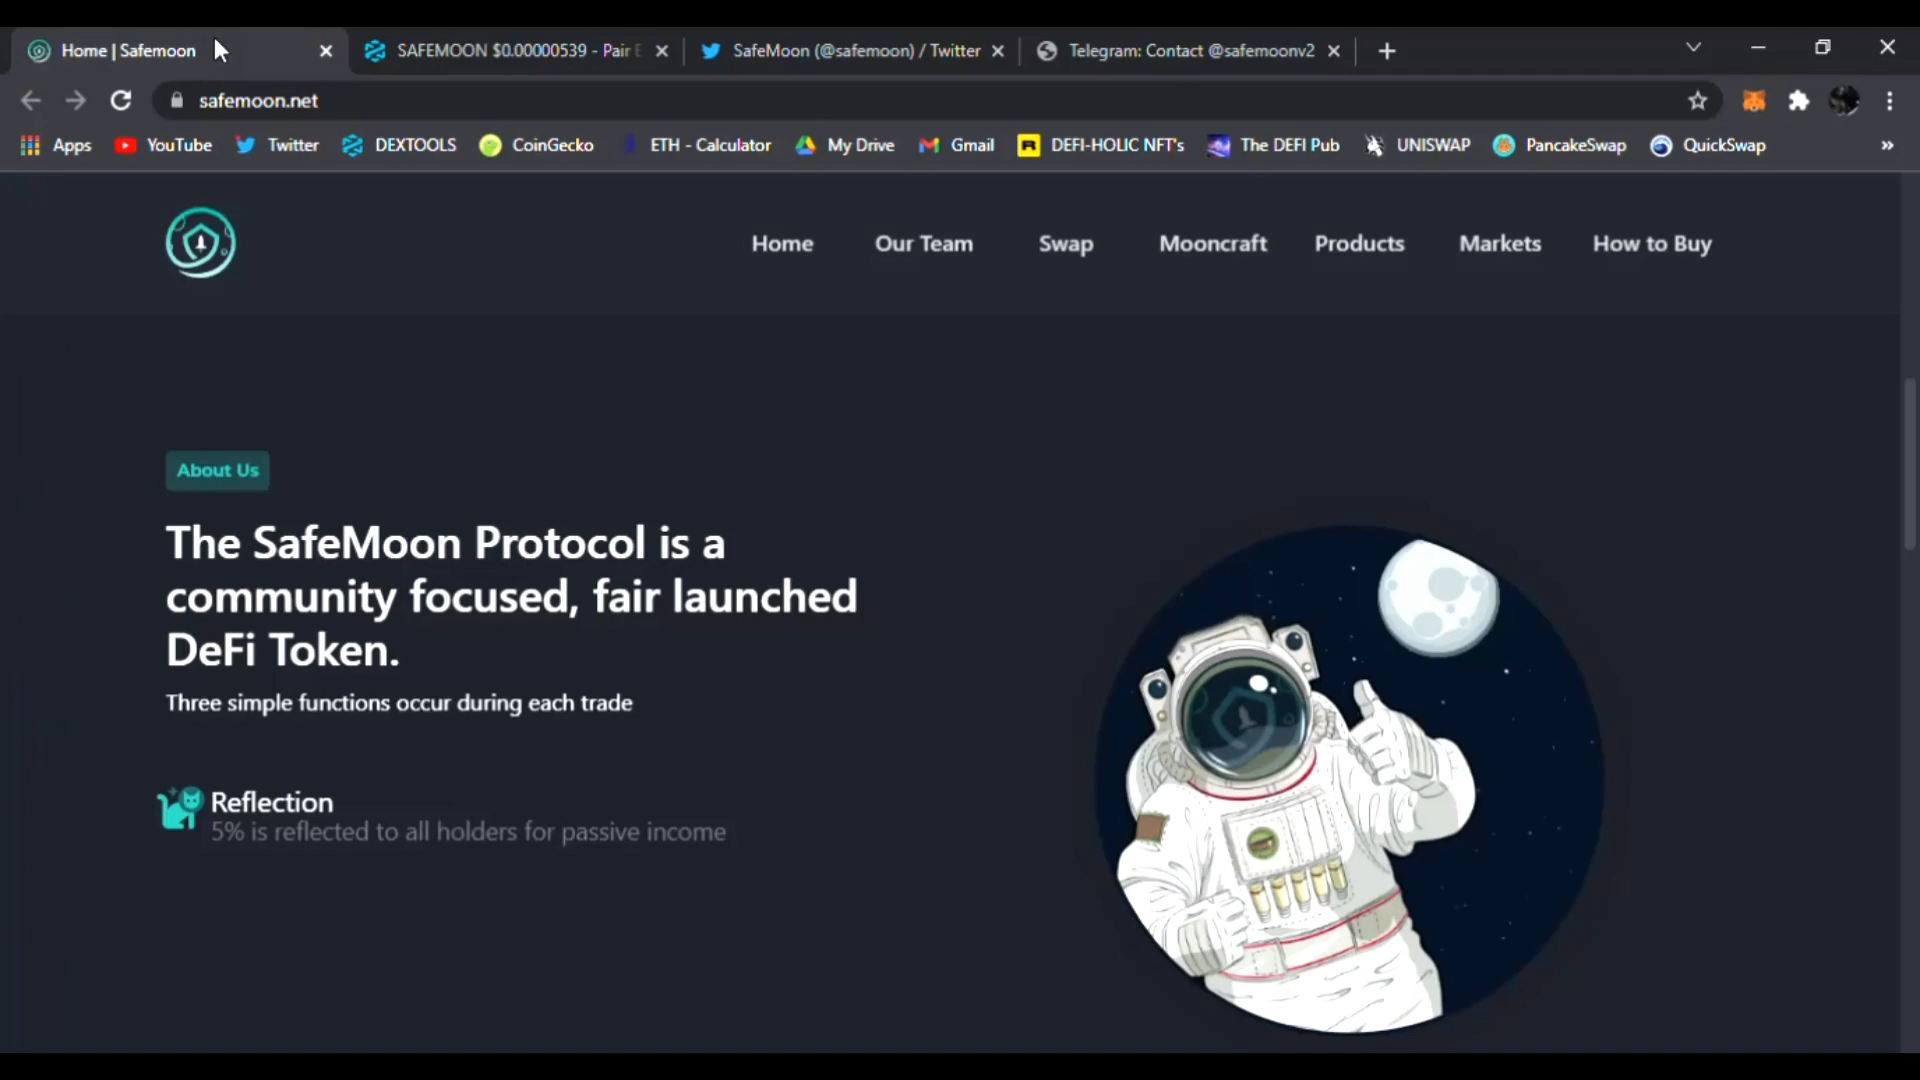 Home | Safemoon
SAFEMOON $0.00000539 - Pair E
SafeMoon (@safemoon) / Twitter
Telegram: Contact @safemoonv2
safemoon.net
Apps
YouTube
Twitter
DEXTOOLS
CoinGecko
ETH - Calculator
My Drive
Gmail
DEFI-HOLIC NFT's
The DEFI Pub
UNISWAP
PancakeSwap
QuickSwap
»
Home
Our Team
Swap
Mooncraft
Products
Markets
How to Buy
About Us
The SafeMoon Protocol is a
community focused, fair launched
DeFi Token.
Three simple functions occur during each trade
Reflection
5% is reflected to all holders for passive income